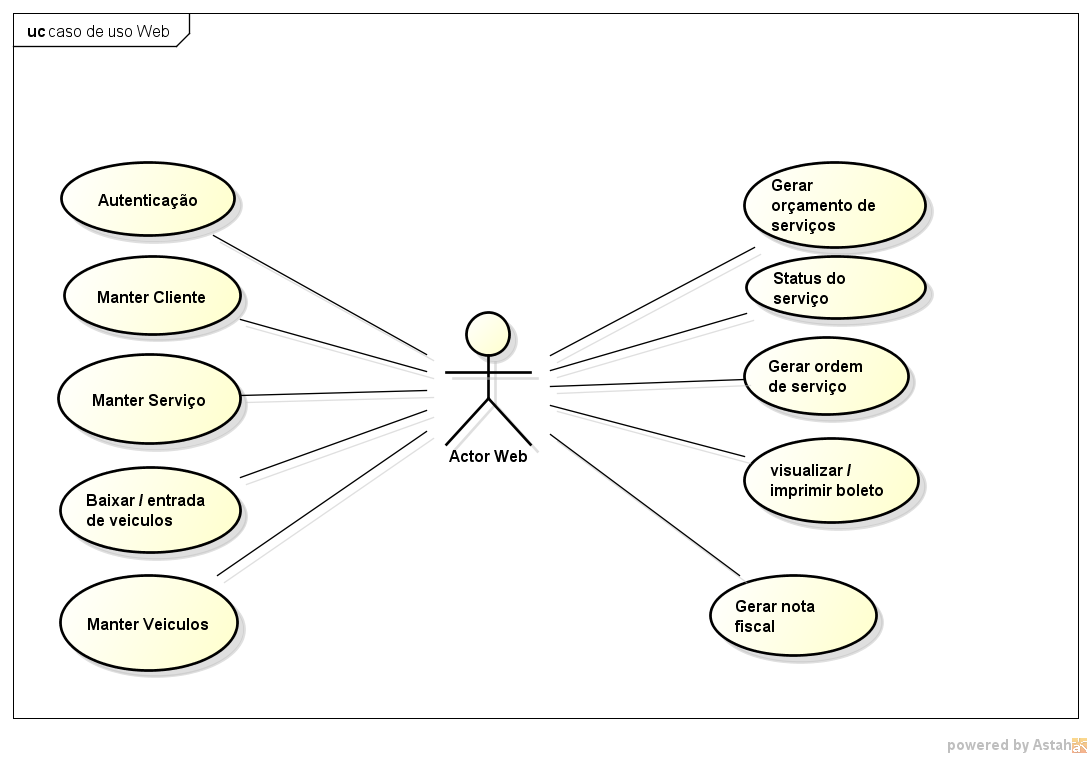 uc caso de uso Web
Autenticação
Manter Cliente
Manter Serviço
Baixar / entrada
de veiculos
Manter Veiculos
Actor Web
Gerar
orçamento de
serviços
Status do
serviço
Gerar ordem
de serviço
visualizar /
imprimir boleto
Gerar nota
fiscal
powered by Astah